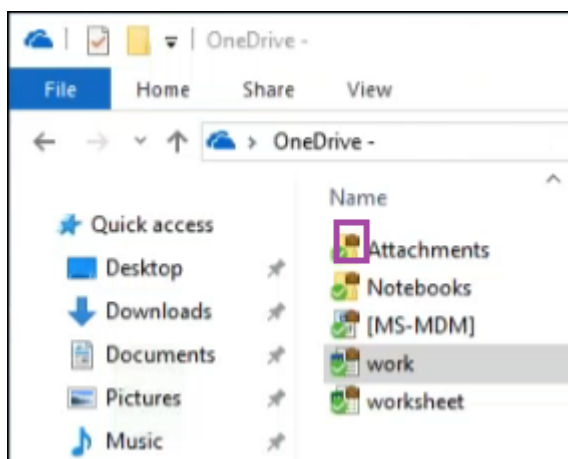 OneDrive -
File Home Share View
OneDrive -
Name
Quick access
Desktop
Downloads
Documents
Pictures
Music
Attachments
Notebooks
[MS-MDM]
work
worksheet